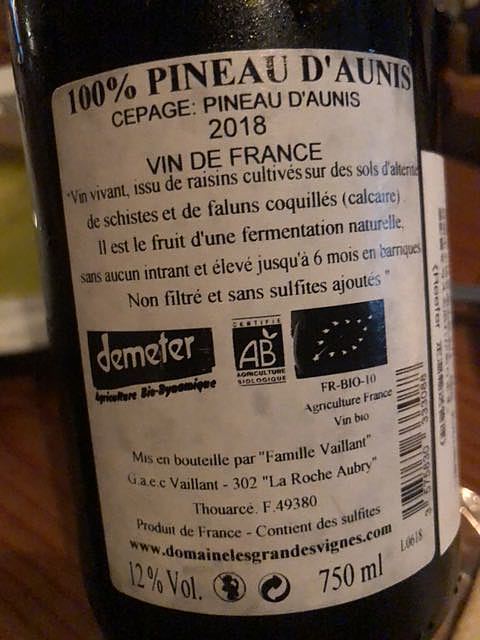 100% PINEAU D'AUNIS
CEPAGE: PINEAU D'AUNIS
2018
VIN DE FRANCE
"Vin vivant, issu de raisins cultivés sur des sols d'alterité
de schistes et de faluns coquillés (calcaire).
Il est le fruit d'une fermentation naturelle,
sans aucun intrant et élevé jusqu'à 6 mois en barriques
Non filtré et sans sulfites ajoutés"
demeter
Agriculture Bio-Dynamique
CERTIFIÉ
AB
AGRICULTURE
BIOLOGIQUE
FR-BIO-10
Agriculture France
Vin bio
Mis en bouteille par "Famille Vaillant"
G.a.e.c Vaillant - 302 "La Roche Aubry"
Thouarcé. F.49380
Produit de France - Contient des sulfites
www.domainelesgrandesvignes.com
12% Vol.
750 ml
3 575830 333088
L0618